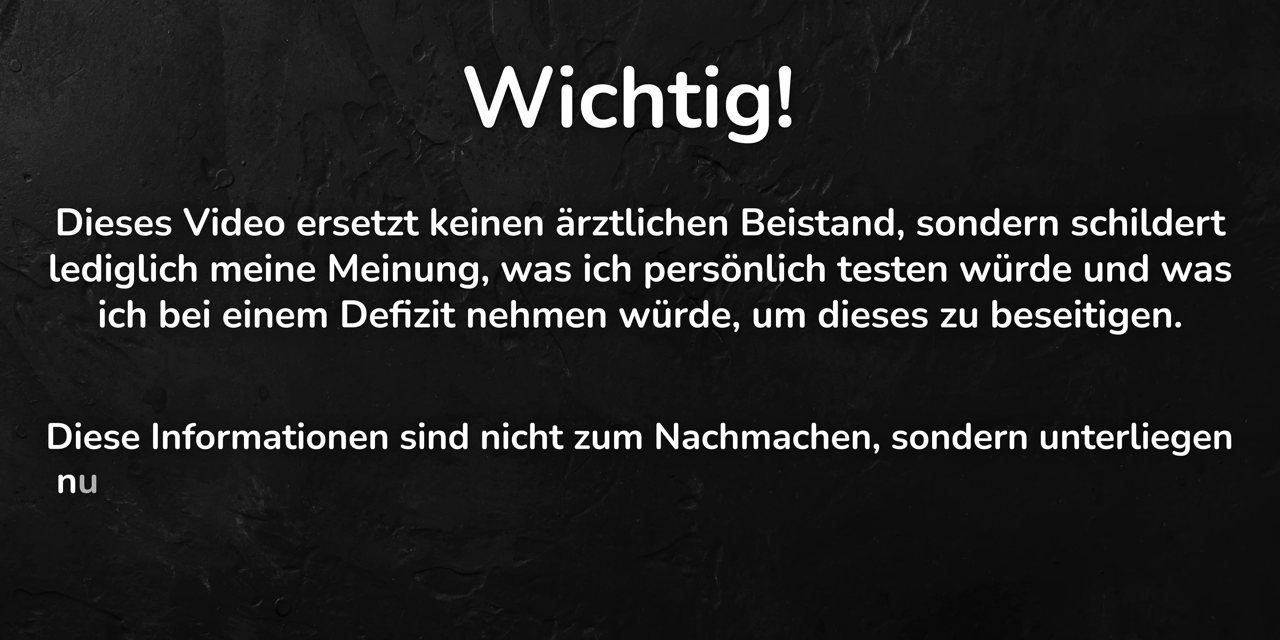 Wichtig!
Dieses Video ersetzt keinen ärztlichen Beistand, sondern schildert
lediglich meine Meinung, was ich persönlich testen würde und was
ich bei einem Defizit nehmen würde, um dieses zu beseitigen.
Diese Informationen sind nicht zum Nachmachen, sondern unterliegen
nu